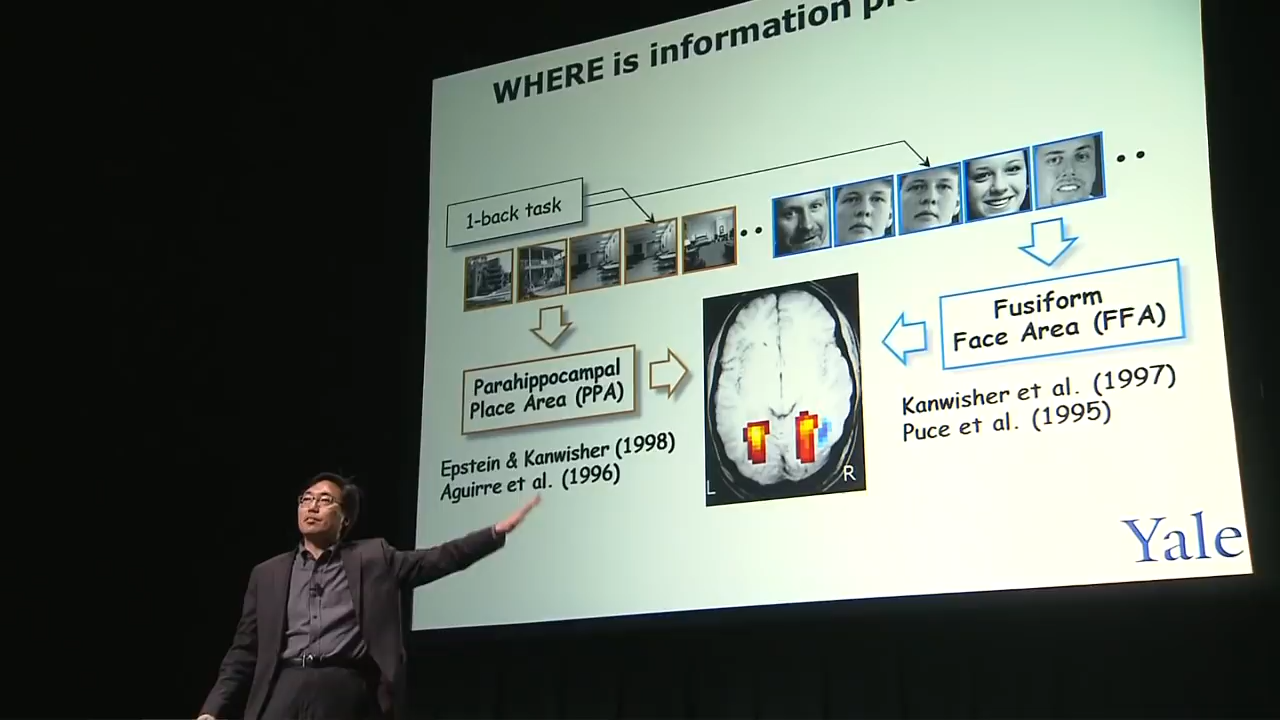 WHERE is information
1-back task
Parahippocampal
Place Area (PPA)
Fusiform
Face Area (FFA)
Kanwisher et al. (1997)
Puce et al. (1995)
Epstein & Kanwisher (1998)
Aguirre et al. (1996)
L
R
Yale